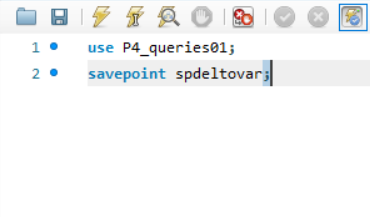 1 use P4_queries01;
2 savepoint spdeltovar;